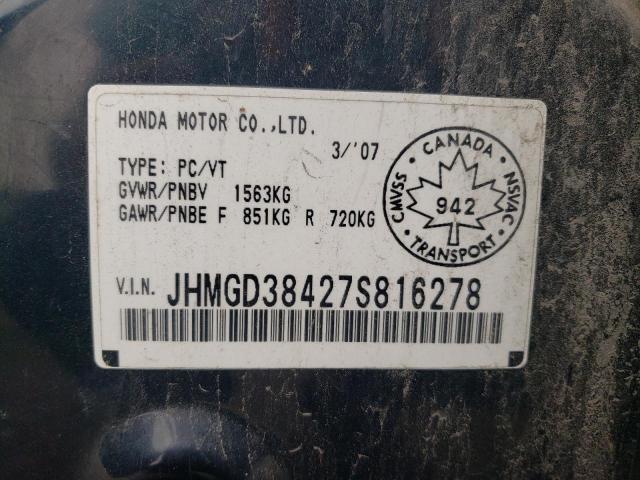 HONDA MOTOR CO.,LTD.
3/'07
TYPE: PC/VT
GVWR/PNBV 1563KG
GAWR/PNBE F 851KG R 720KG
CANADA
CMVSS
NSVAC
942
TRANSPORT
V.I.N. JHMGD38427S816278